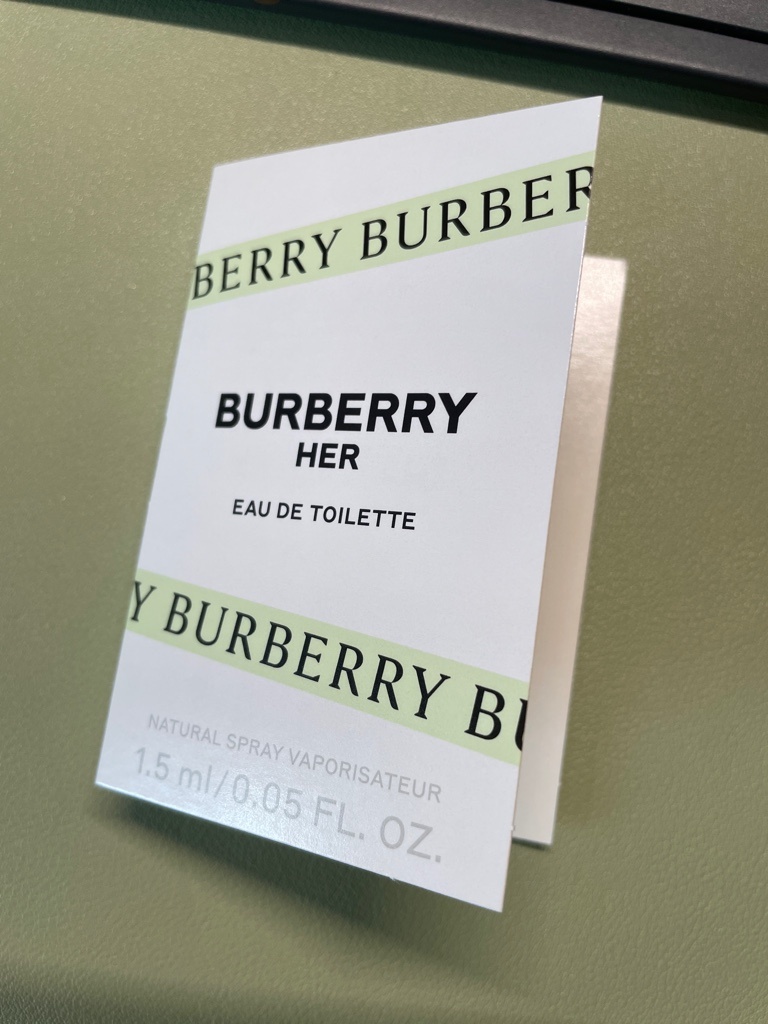 BERRY BURBER
BURBERRY
HER
EAU DE TOILETTE
Y BURBERRY BU
NATURAL SPRAY VAPORISATEUR
1.5 ml/0.05 FL. OZ.